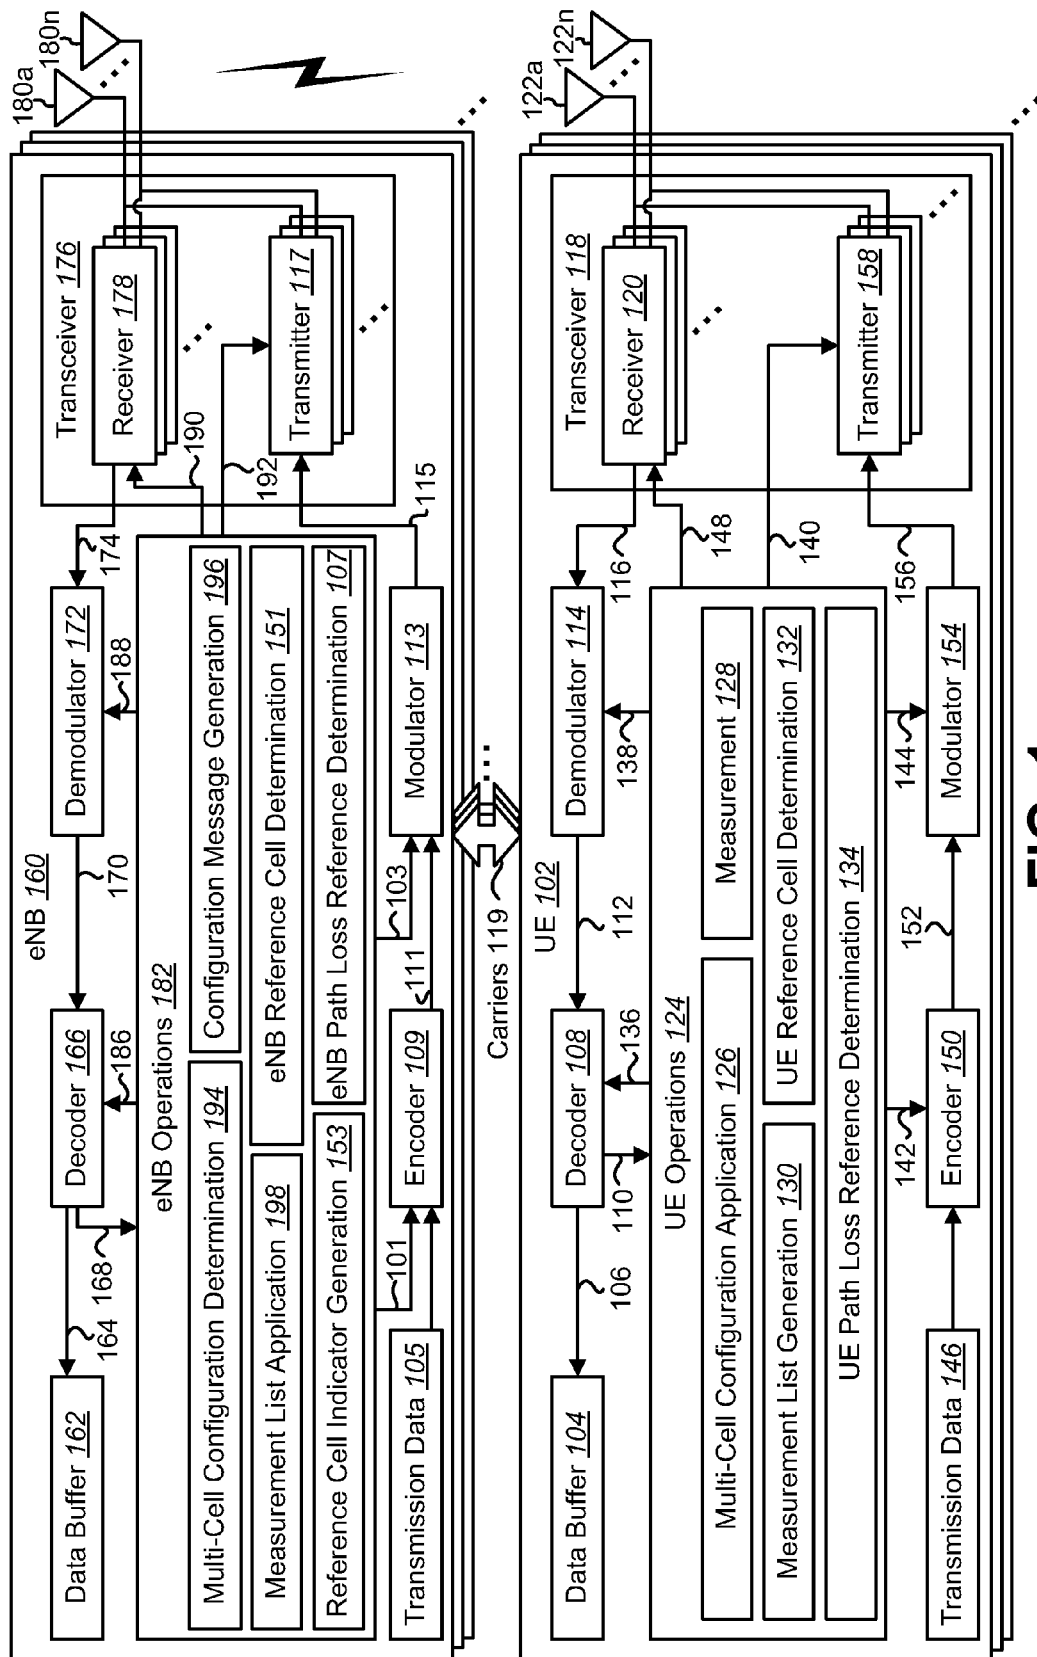 180a
180n
eNB 160
Transceiver 176
Receiver 178
Transmitter 117
174
190
192
115
Demodulator 172
188
170
Decoder 166
186
164
168
Data Buffer 162
eNB Operations 182
Multi-Cell Configuration Determination 194
Configuration Message Generation 196
Measurement List Application 198
eNB Reference Cell Determination 151
Reference Cell Indicator Generation 153
eNB Path Loss Reference Determination 107
Transmission Data 105
101
Encoder 109
111
103
Modulator 113
Carriers 119
122a
122n
UE 102
Transceiver 118
Receiver 120
Transmitter 158
116
148
140
156
Demodulator 114
138
112
Decoder 108
136
110
106
Data Buffer 104
UE Operations 124
Multi-Cell Configuration Application 126
Measurement 128
Measurement List Generation 130
UE Reference Cell Determination 132
UE Path Loss Reference Determination 134
Transmission Data 146
142
Encoder 150
152
144
Modulator 154